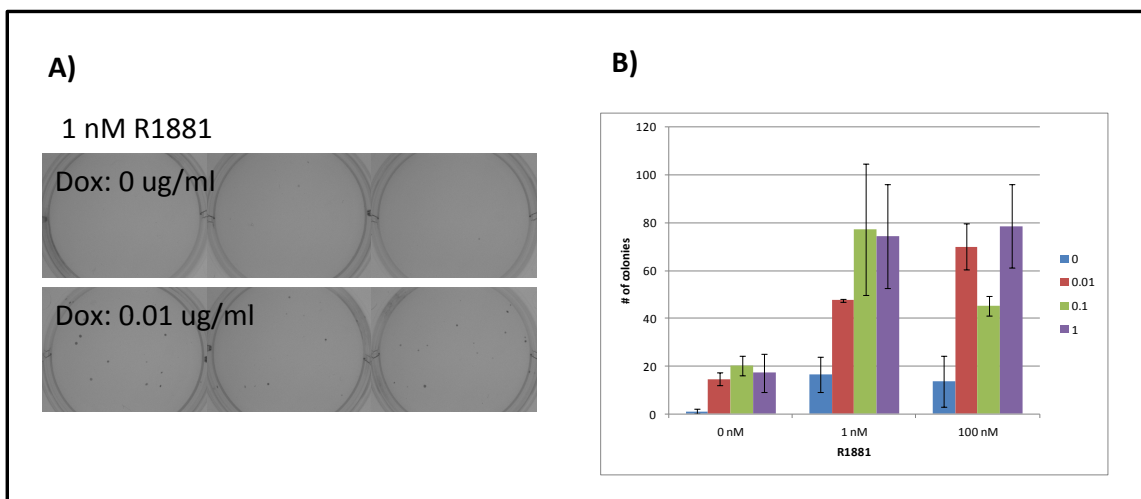 A)
1 nM R1881
Dox: 0 ug/ml
Dox: 0.01 ug/ml
B)
120
100
80
60
40
20
0
# of colonies
0 nM
1 nM
100 nM
R1881
0
0.01
0.1
1